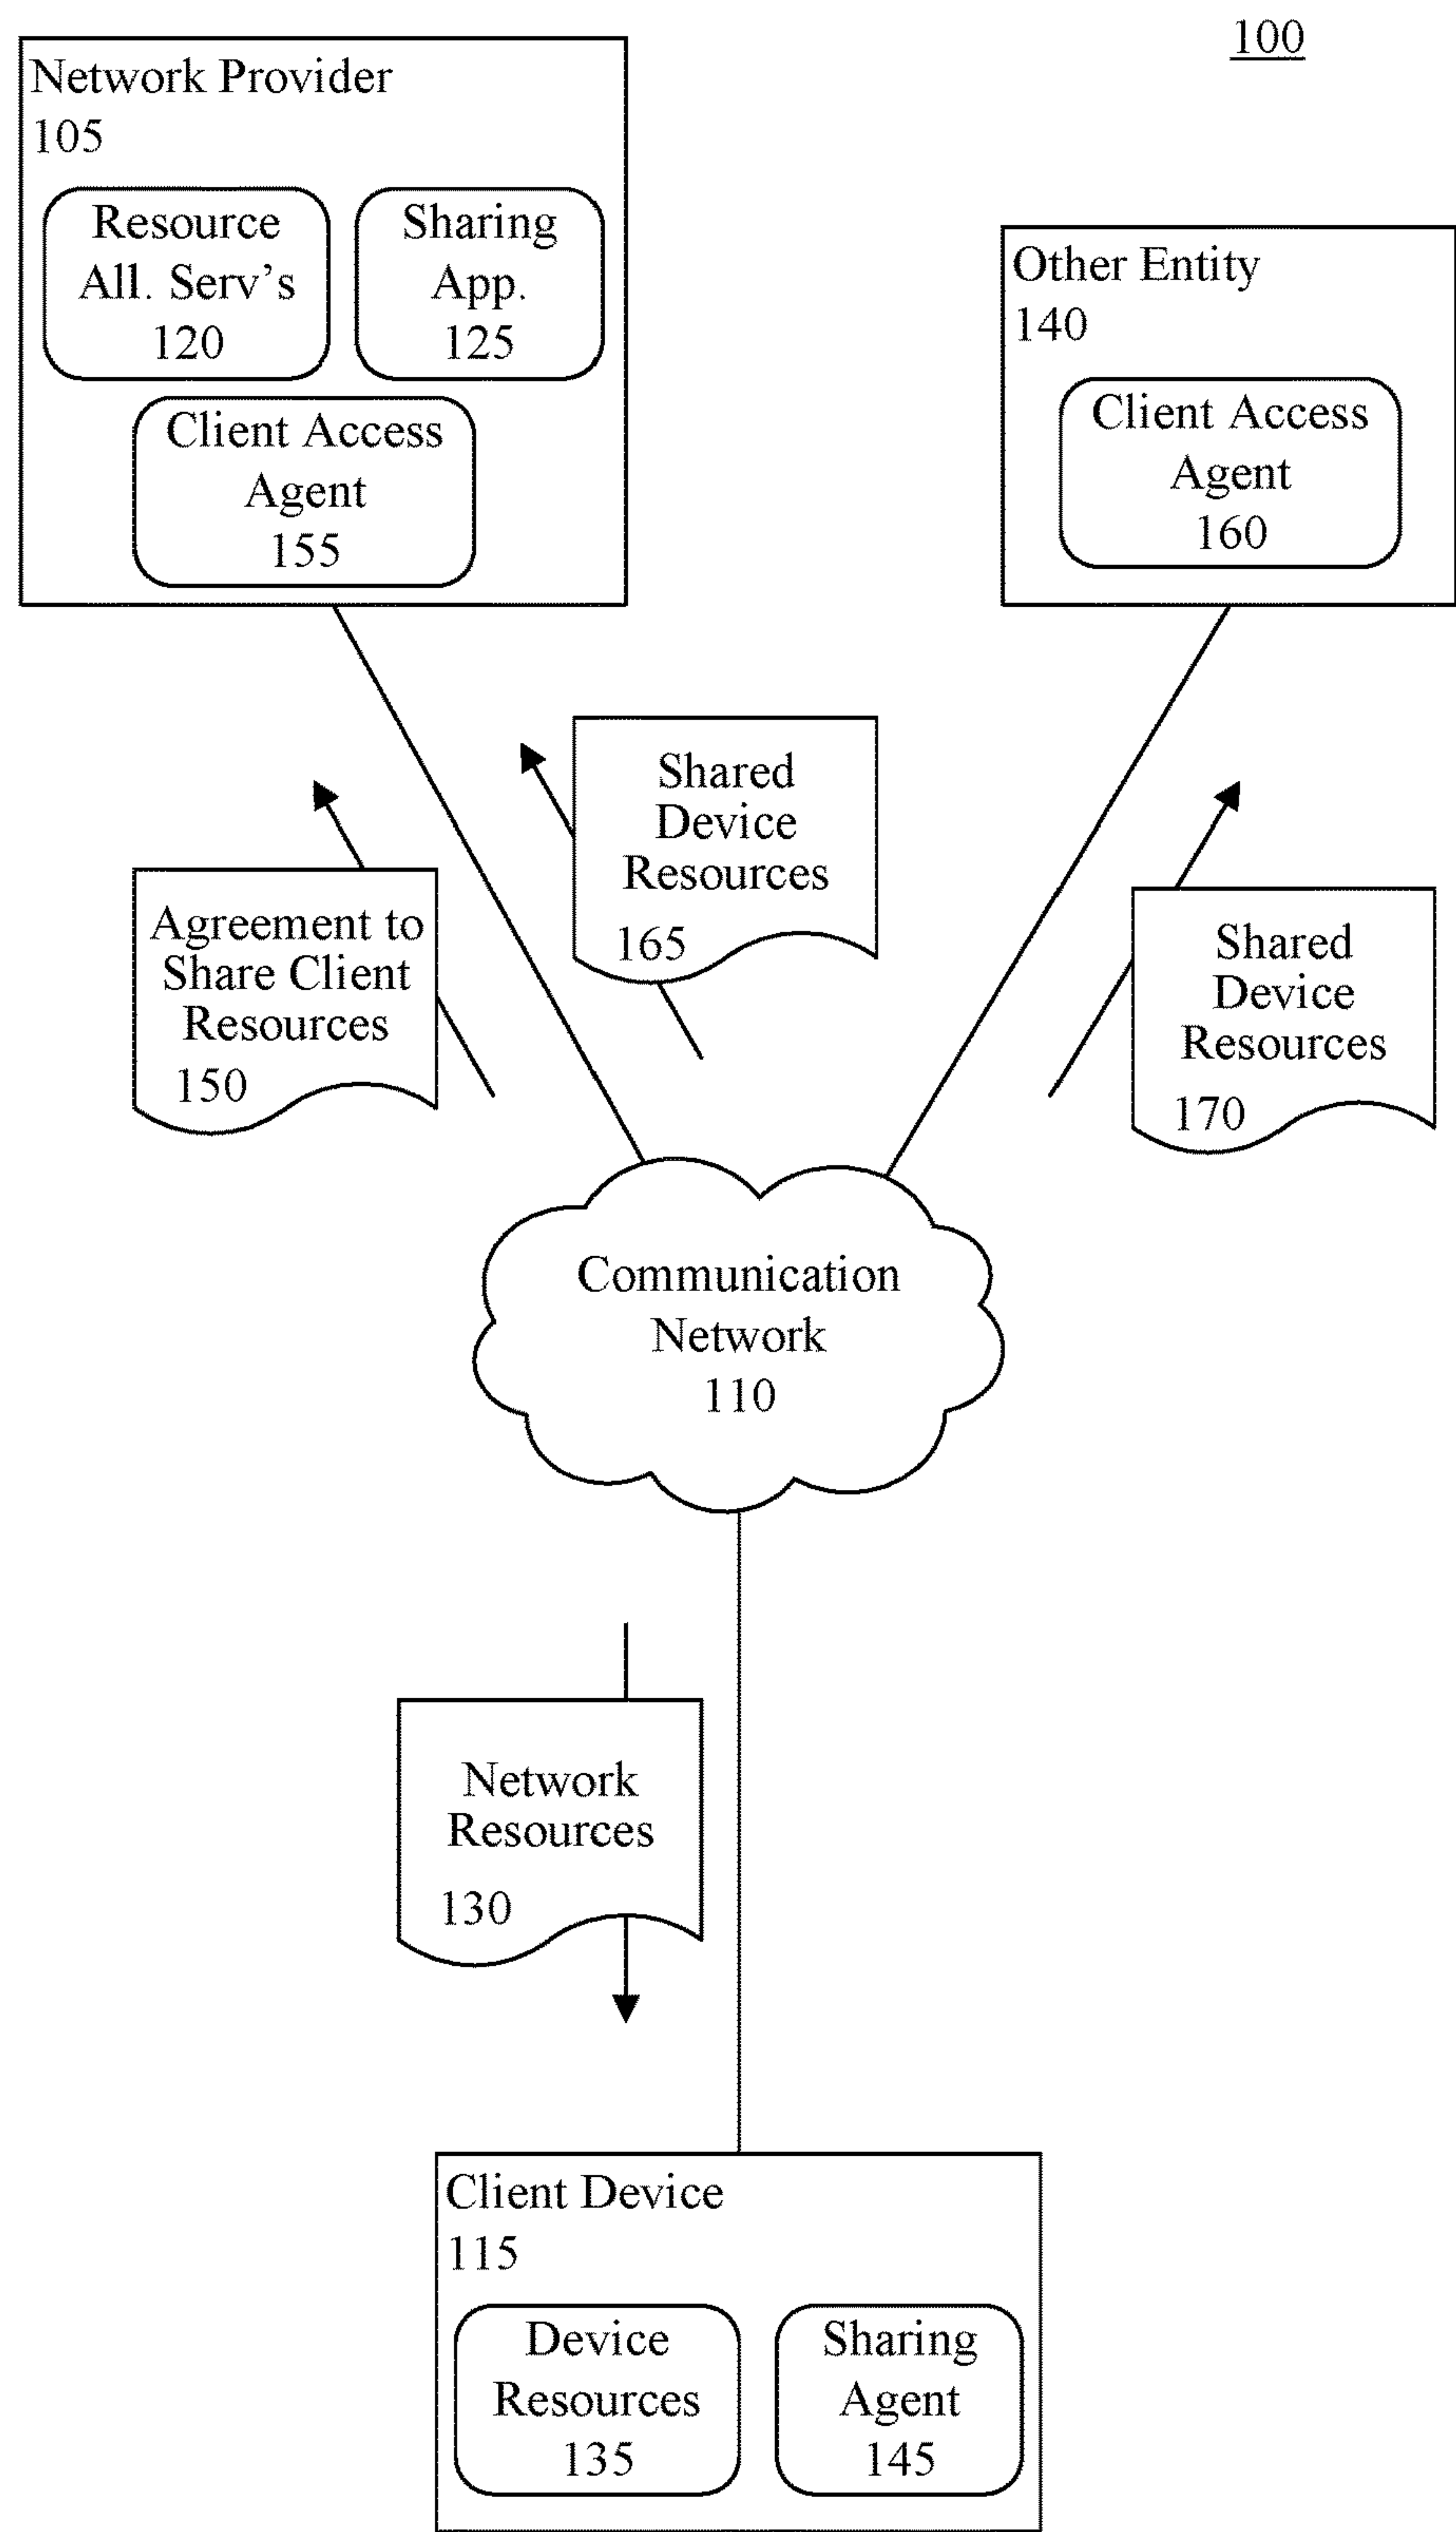 100
Network Provider
105
Resource
All. Serv's
120
Sharing
App.
125
Client Access
Agent
155
Other Entity
140
Client Access
Agent
160
Shared
Device
Resources
165
Agreement to
Share Client
Resources
150
Shared
Device
Resources
170
Communication
Network
110
Network
Resources
130
Client Device
115
Device
Resources
135
Sharing
Agent
145